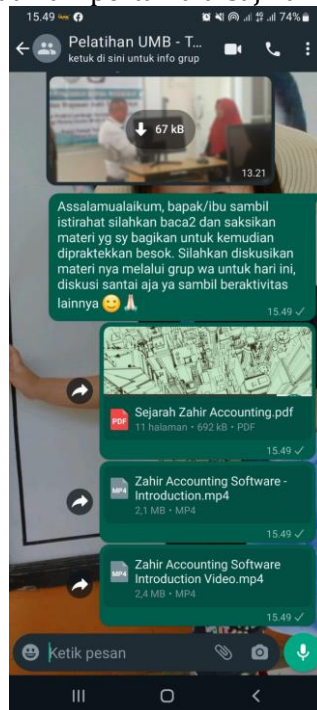 15.49
74%
Pelatihan UMB - T...
ketuk di sini untuk info grup
67 kB
13.21
Assalamualaikum, bapak/ibu sambil
istirahat silahkan baca2 dan saksikan
materi yg sy bagikan untuk kemudian
dipraktekkan besok. Silahkan diskusikan
materi nya melalui grup wa untuk hari ini,
diskusi santai aja ya sambil beraktivitas
lainnya 😊🙏
15.49
PDF
Sejarah Zahir Accounting.pdf
11 halaman • 692 kB • PDF
15.49
MP4
Zahir Accounting Software -
Introduction.mp4
2,1 MB • MP4
15.49
MP4
Zahir Accounting Software
Introduction Video.mp4
2,4 MB • MP4
15.49
Ketik pesan